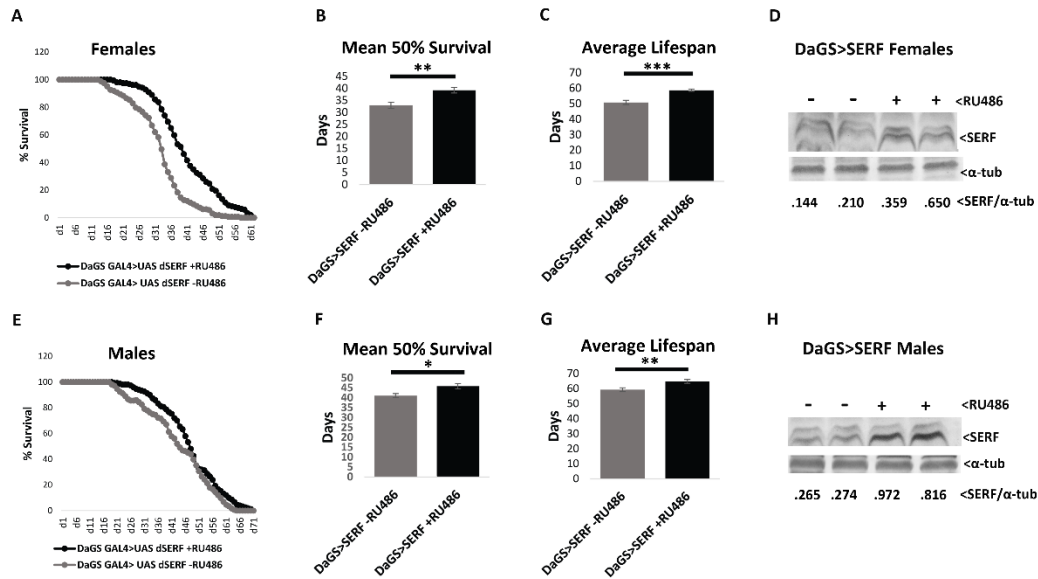 A
Females
120
100
80
60
40
20
0
% Survival
d1 d6 d11 d16 d21 d26 d31 d36 d41 d46 d51 d56 d61
DaGS GAL4>UAS dSERF +RU486
DaGS GAL4> UAS dSERF -RU486
B
Mean 50% Survival
**
45
40
35
30
25
20
15
10
5
0
Days
DaGS>SERF -RU486
DaGS>SERF +RU486
C
Average Lifespan
***
70
60
50
40
30
20
10
0
Days
DaGS>SERF -RU486
DaGS>SERF +RU486
D
DaGS>SERF Females
- - + + <RU486
<SERF
<α-tub
.144 .210 .359 .650 <SERF/α-tub
E
Males
120
100
80
60
40
20
0
% Survival
d1 d6 d11 d16 d21 d26 d31 d36 d41 d46 d51 d56 d61 d66 d71
DaGS GAL4>UAS dSERF +RU486
DaGS GAL4> UAS dSERF -RU486
F
Mean 50% Survival
*
50
45
40
35
30
25
20
15
10
5
0
Days
DaGS>SERF -RU486
DaGS>SERF +RU486
G
Average Lifespan
**
70
60
50
40
30
20
10
0
Days
DaGS>SERF -RU486
DaGS>SERF +RU486
H
DaGS>SERF Males
- - + + <RU486
<SERF
<α-tub
.265 .274 .972 .816 <SERF/α-tub